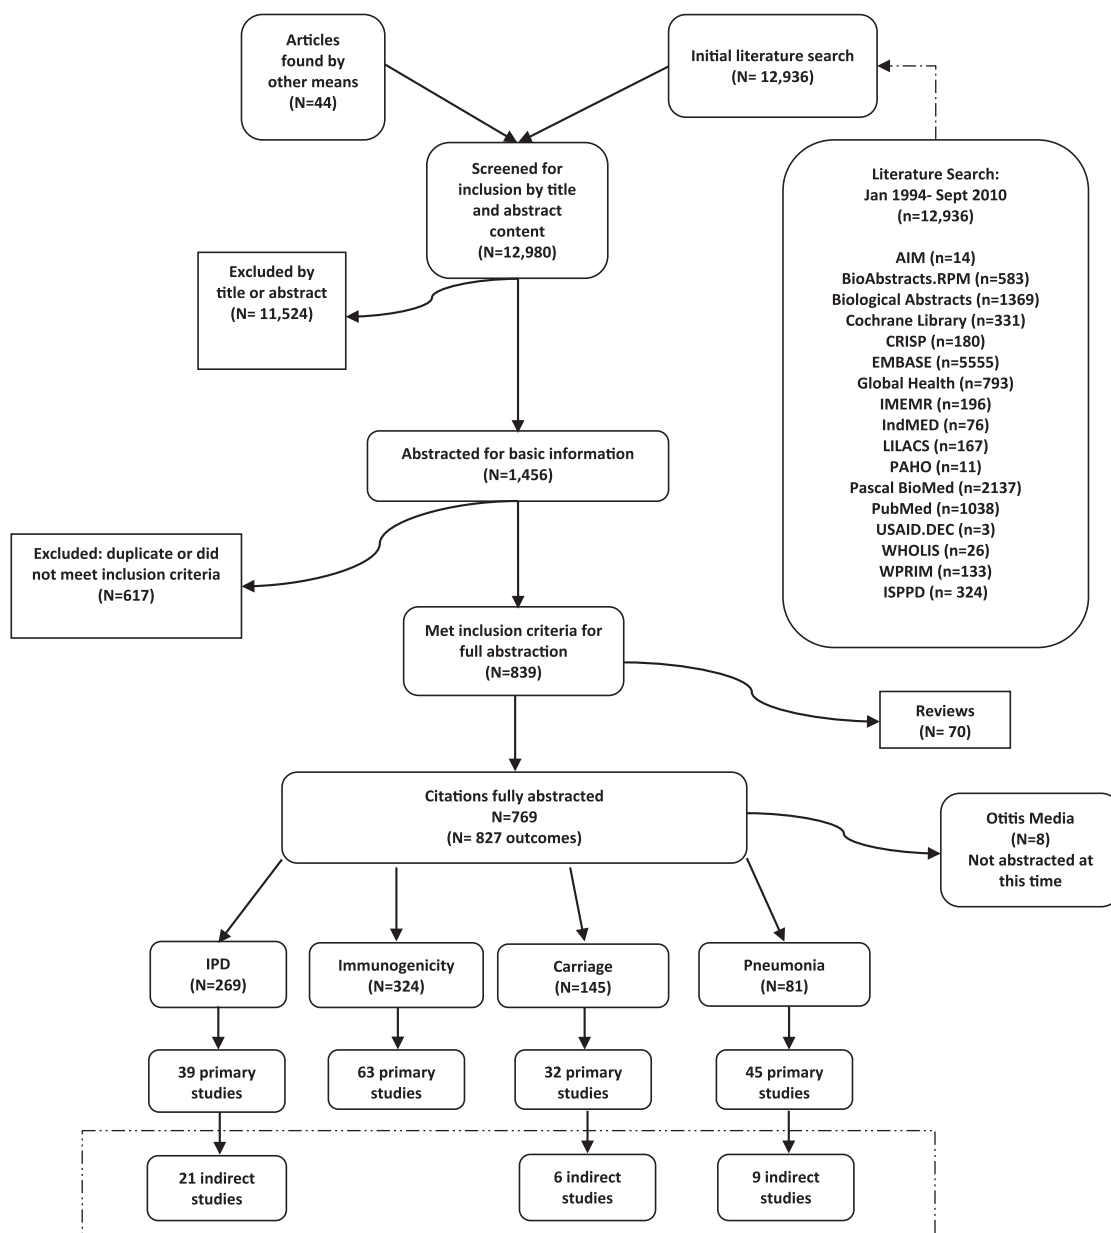 Articles
found by
other means
(N=44)
Initial literature search
(N= 12,936)
Literature Search:
Jan 1994- Sept 2010
(n=12,936)
AIM (n=14)
BioAbstracts.RPM (n=583)
Biological Abstracts (n=1369)
Cochrane Library (n=331)
CRISP (n=180)
EMBASE (n=5555)
Global Health (n=793)
IMEMR (n=196)
IndMED (n=76)
LILACS (n=167)
PAHO (n=11)
Pascal BioMed (n=2137)
PubMed (n=1038)
USAID.DEC (n=3)
WHOLIS (n=26)
WPRIM (n=133)
ISPPD (n= 324)
Screened for
inclusion by title
and abstract
content
(N=12,980)
Excluded by
title or abstract
(N= 11,524)
Abstracted for basic information
(N=1,456)
Excluded: duplicate or did
not meet inclusion criteria
(N=617)
Met inclusion criteria for
full abstraction
(N=839)
Reviews
(N= 70)
Citations fully abstracted
N=769
(N= 827 outcomes)
Otitis Media
(N=8)
Not abstracted at
this time
IPD
(N=269)
Immunogenicity
(N=324)
Carriage
(N=145)
Pneumonia
(N=81)
39 primary
studies
63 primary
studies
32 primary
studies
45 primary
studies
21 indirect
studies
6 indirect
studies
9 indirect
studies